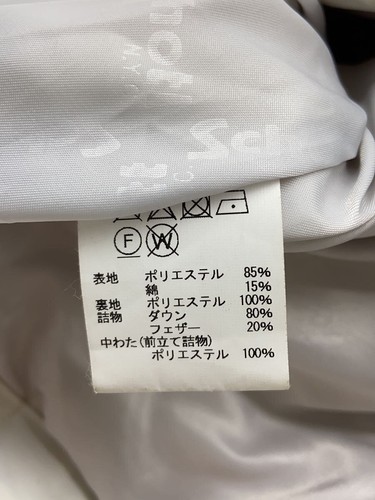 hott
N.Y.C
F W
表地 ポリエステル 85%
綿 15%
裏地 ポリエステル 100%
詰物 ダウン 80%
フェザー 20%
中わた(前立て詰物)
ポリエステル 100%